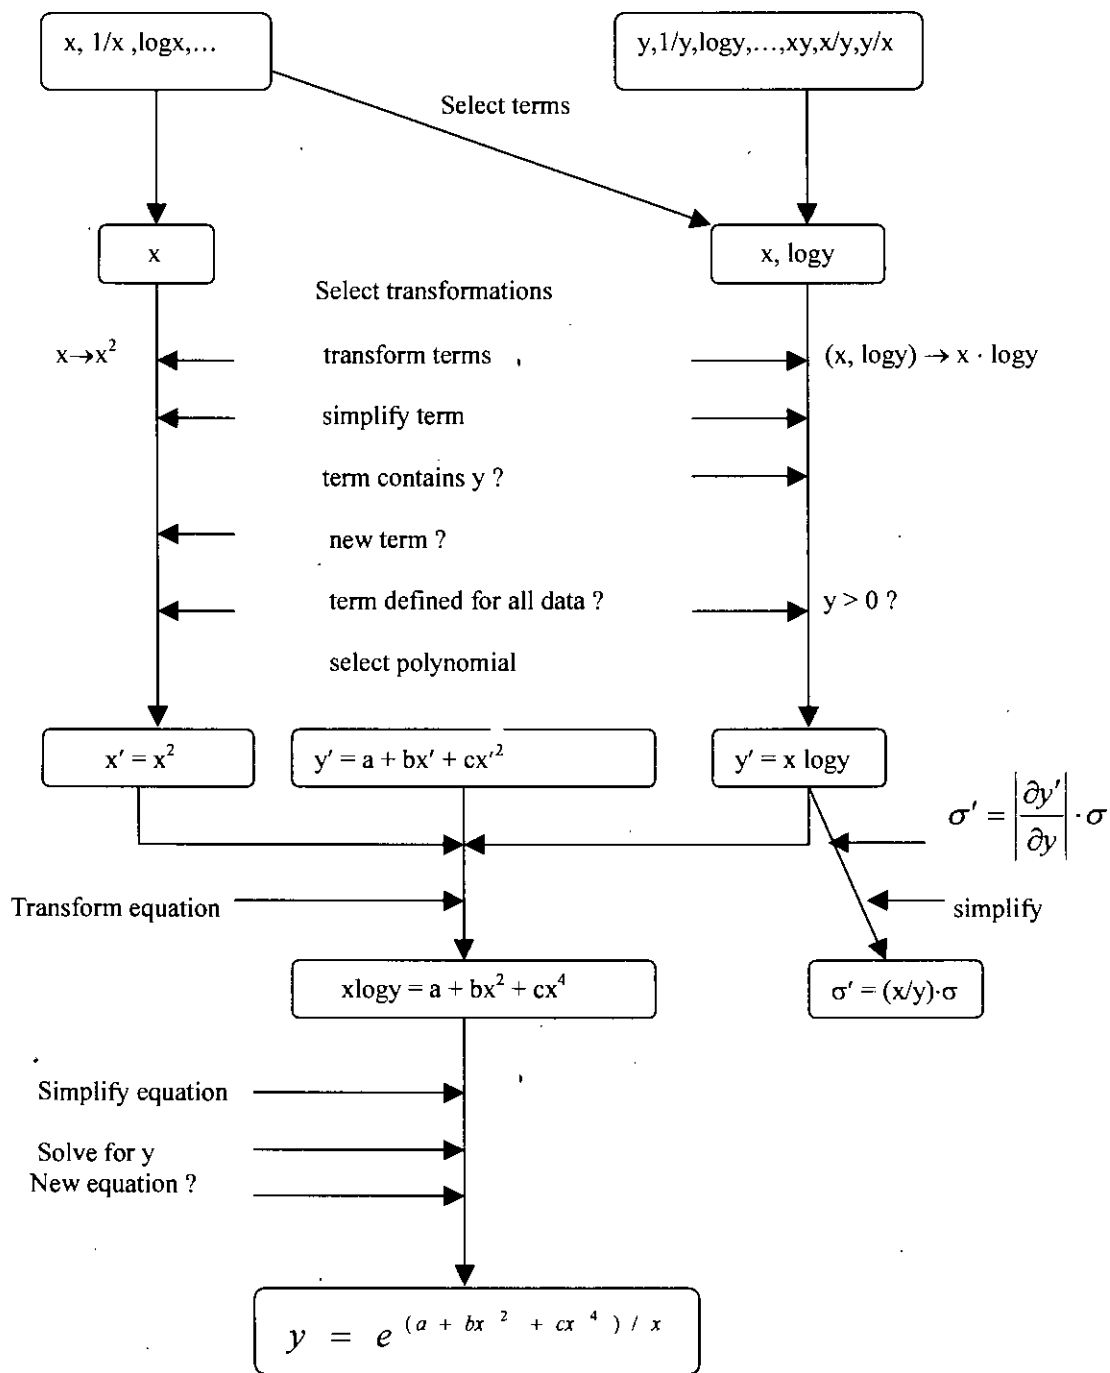 x, 1/x ,logx,...
y,1/y,logy,...,xy,x/y,y/x
Select terms
x
x, logy
Select transformations
x→x²
transform terms
(x, logy) → x · logy
simplify term
term contains y ?
new term ?
term defined for all data ?
y > 0 ?
select polynomial
x′ = x²
y′ = a + bx′ + cx′²
y′ = x logy
σ′ = |∂y′/∂y| · σ
Transform equation
simplify
xlogy = a + bx² + cx⁴
σ′ = (x/y)·σ
Simplify equation
Solve for y
New equation ?
y = e^(a + bx² + cx⁴) / x